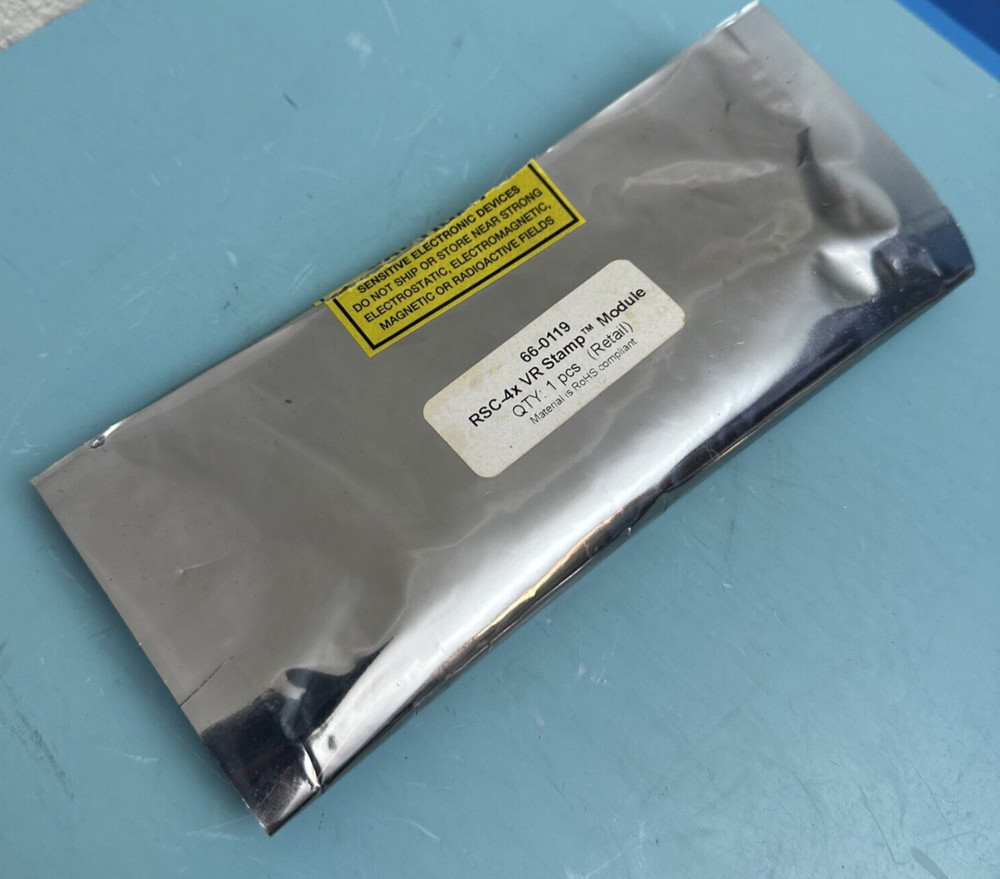 SENSITIVE ELECTRONIC DEVICES
DO NOT SHIP OR STORE NEAR STRONG
ELECTROSTATIC, ELECTROMAGNETIC,
MAGNETIC OR RADIOACTIVE FIELDS
66-0119
RSC-4x VR Stamp™ Module
QTY: 1 pcs (Retail)
Material is RoHS compliant